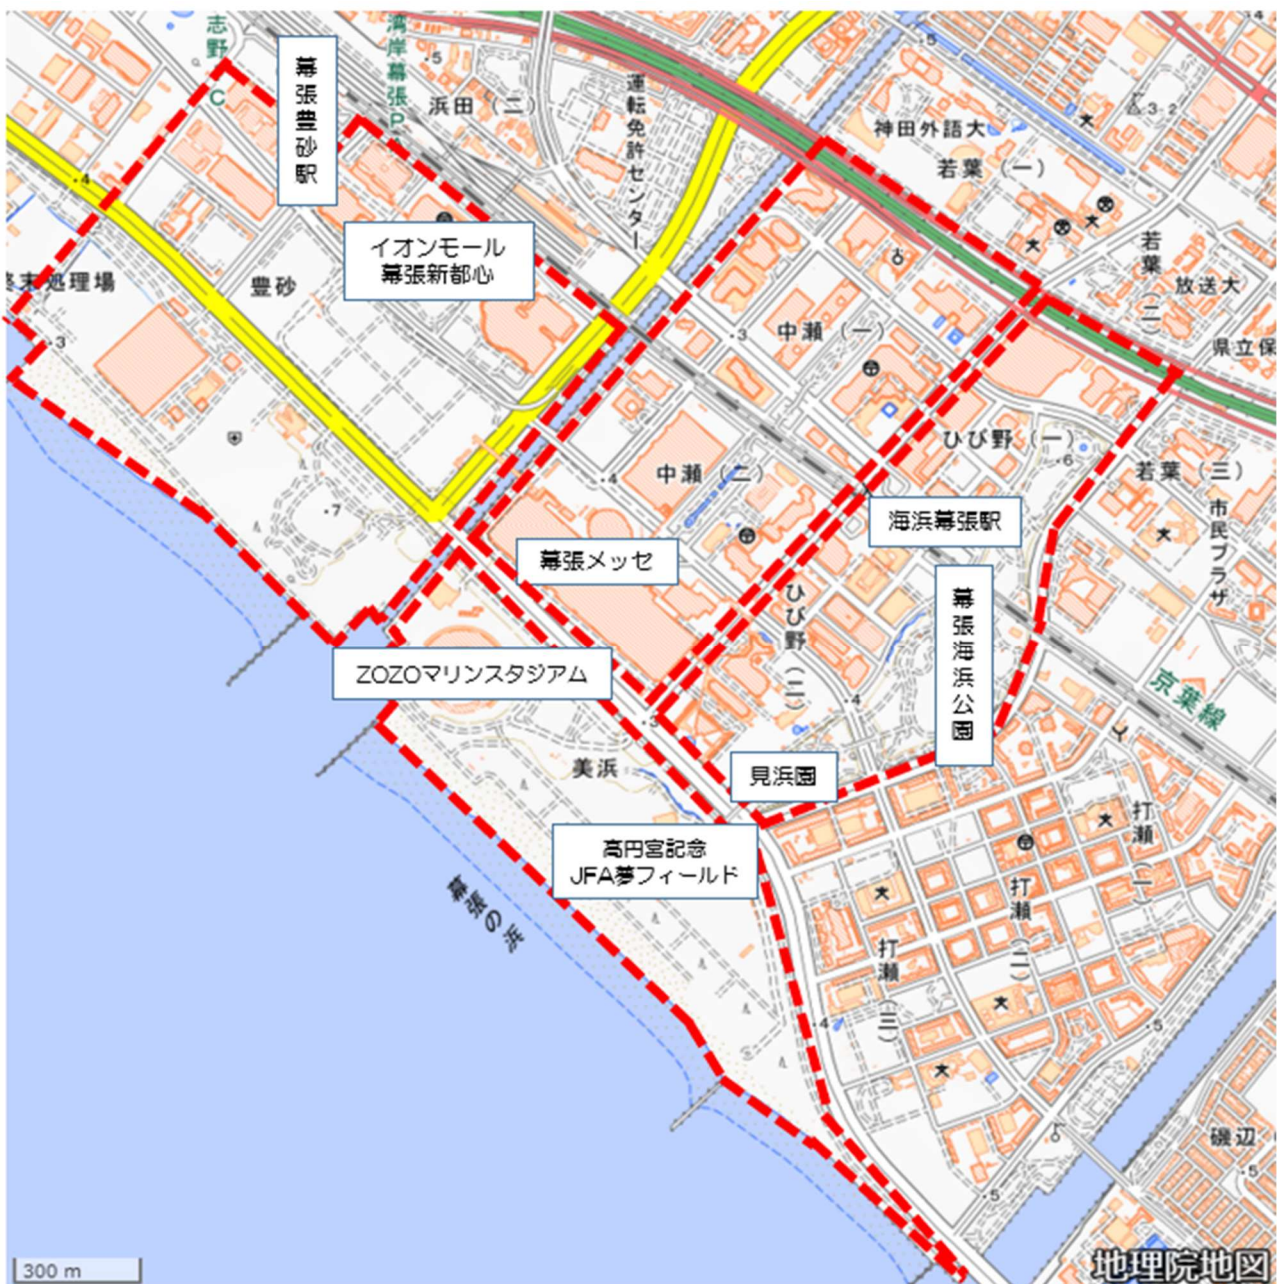 志野
C
湾岸幕張P
幕張豊砂駅
浜田（二）
運転免許センター
神田外語大
若葉（一）
若葉（二）
放送大
県立保
イオンモール
幕張新都心
末処理場
豊砂
中瀬（一）
中瀬（二）
ひび野（一）
若葉（三）
市民プラザ
海浜幕張駅
幕張メッセ
ひび野（二）
幕張海浜公園
京葉線
ZOZOマリンスタジアム
美浜
見浜園
高円宮記念
JFA夢フィールド
幕張の浜
打瀬（一）
打瀬（二）
打瀬（三）
磯辺
300 m
地理院地図